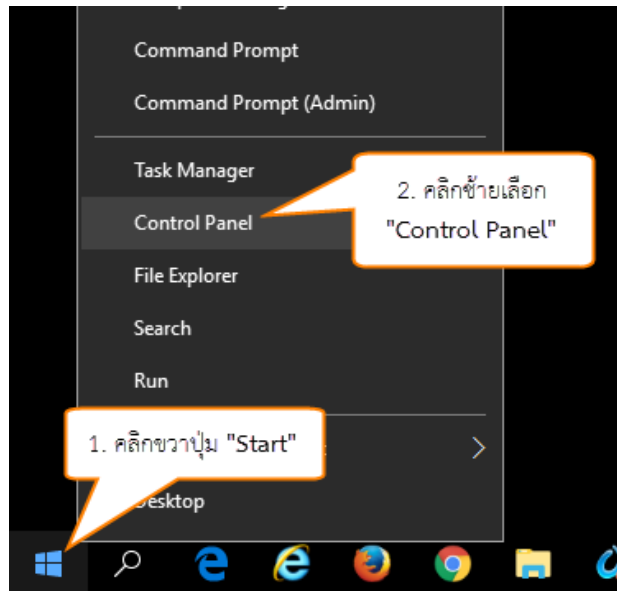 Command Prompt
Command Prompt (Admin)
Task Manager
2. คลิกซ้ายเลือก
"Control Panel"
Control Panel
File Explorer
Search
Run
1. คลิกขวาปุ่ม "Start"
Desktop